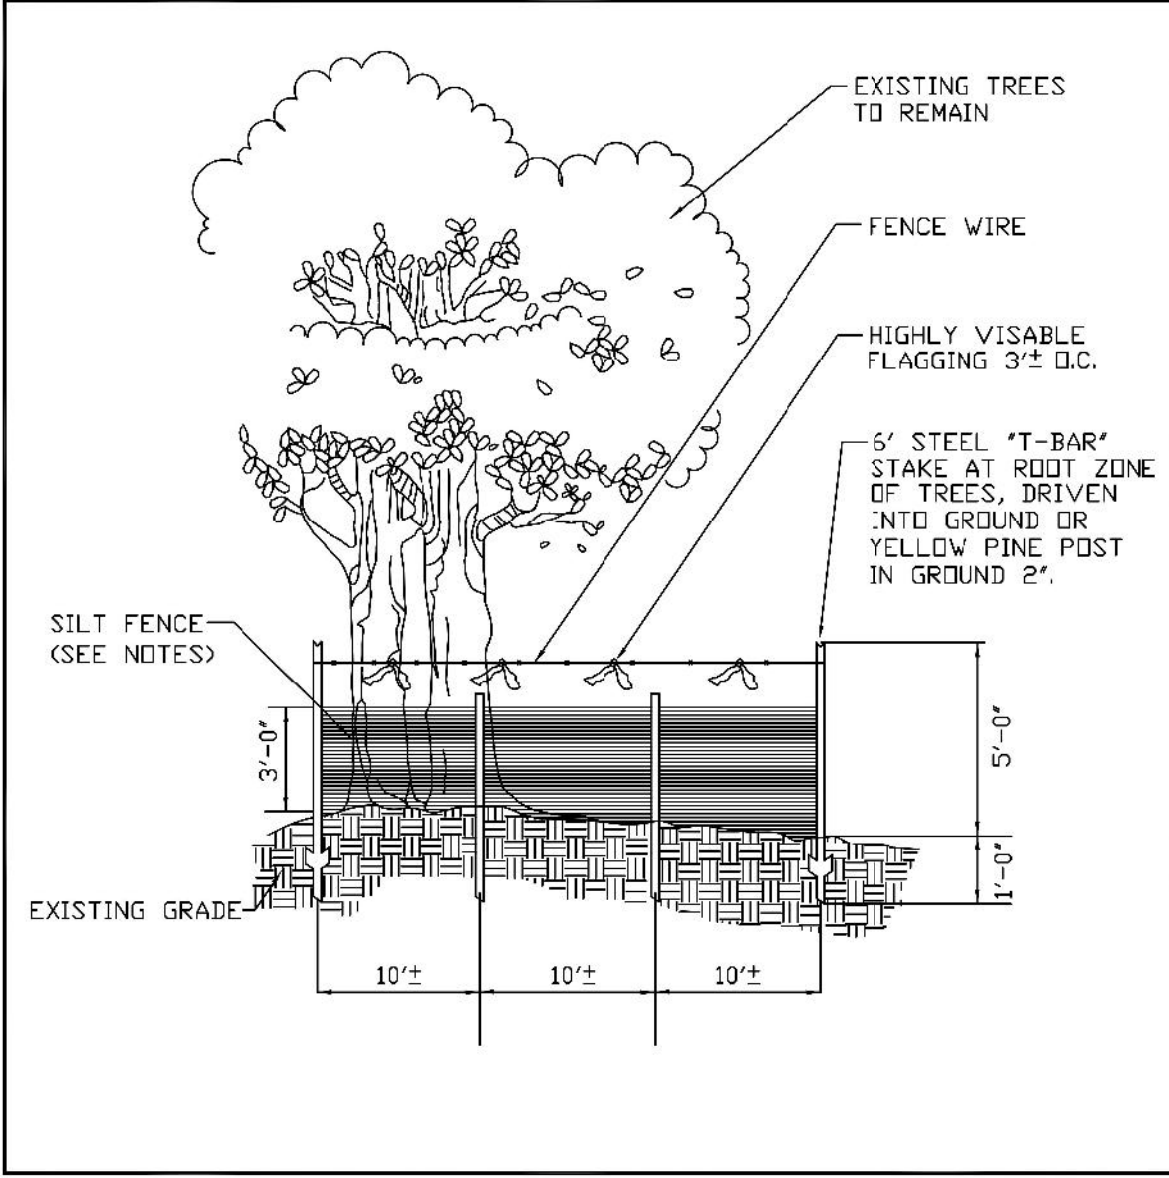 EXISTING TREES
TO REMAIN
FENCE WIRE
HIGHLY VISABLE
FLAGGING 3'± O.C.
6' STEEL "T-BAR"
STAKE AT ROOT ZONE
OF TREES, DRIVEN
INTO GROUND OR
YELLOW PINE POST
IN GROUND 2".
SILT FENCE
(SEE NOTES)
3'-0"
5'-0"
1'-0"
EXISTING GRADE
10'±
10'±
10'±